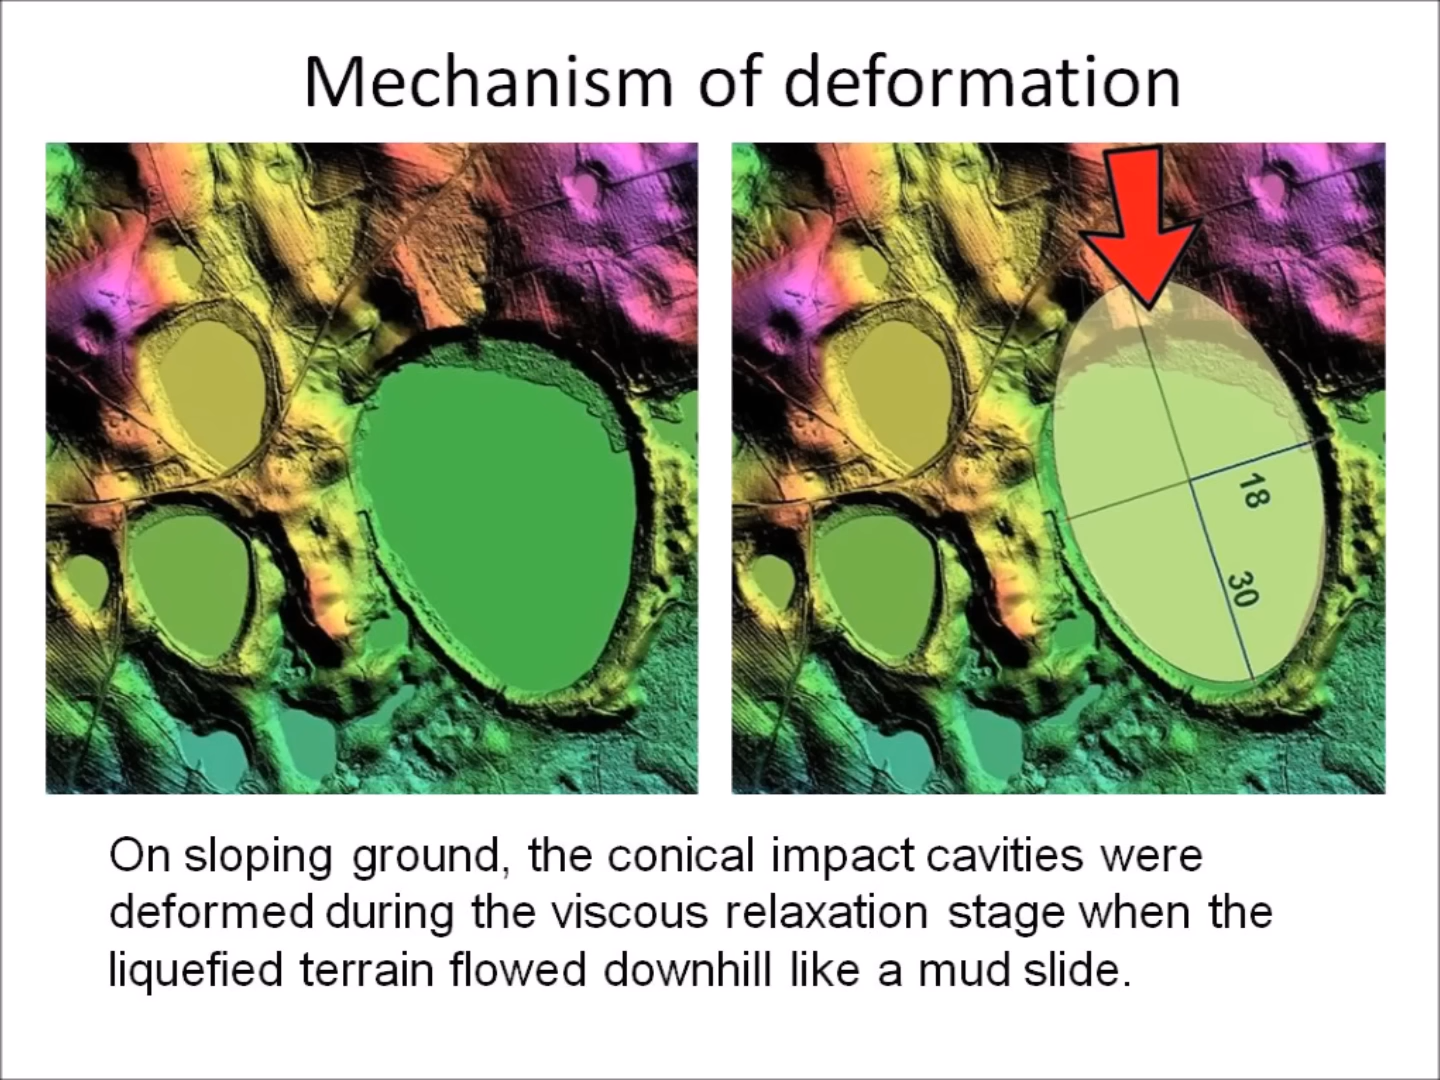 Mechanism of deformation
18
30
On sloping ground, the conical impact cavities were
deformed during the viscous relaxation stage when the
liquefied terrain flowed downhill like a mud slide.